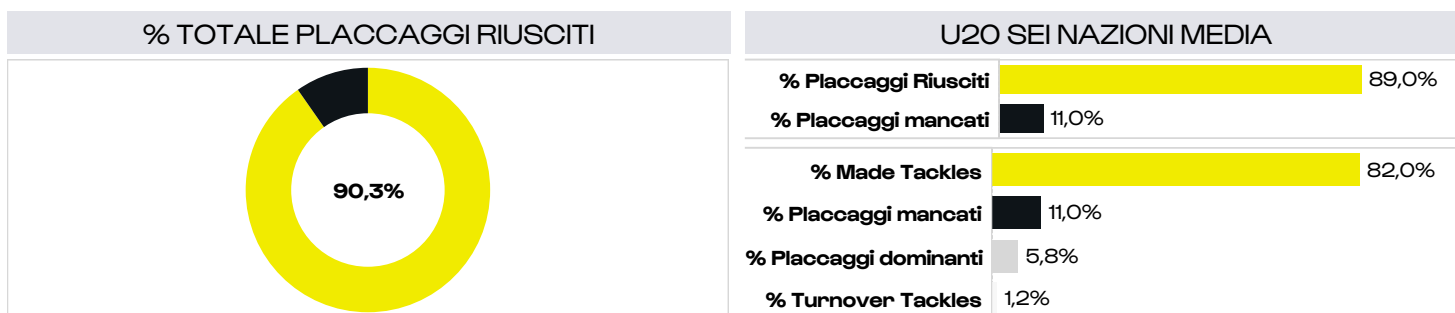 % TOTALE PLACCAGGI RIUSCITI
90,3%
U20 SEI NAZIONI MEDIA
% Placcaggi Riusciti 89,0%
% Placcaggi mancati 11,0%
% Made Tackles 82,0%
% Placcaggi mancati 11,0%
% Placcaggi dominanti 5,8%
% Turnover Tackles 1,2%